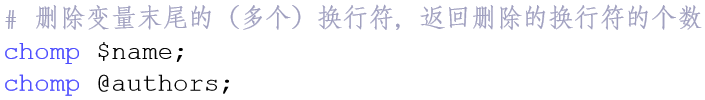 # 删除变量末尾的（多个）换行符，返回删除的换行符的个数
chomp $name;
chomp @authors;